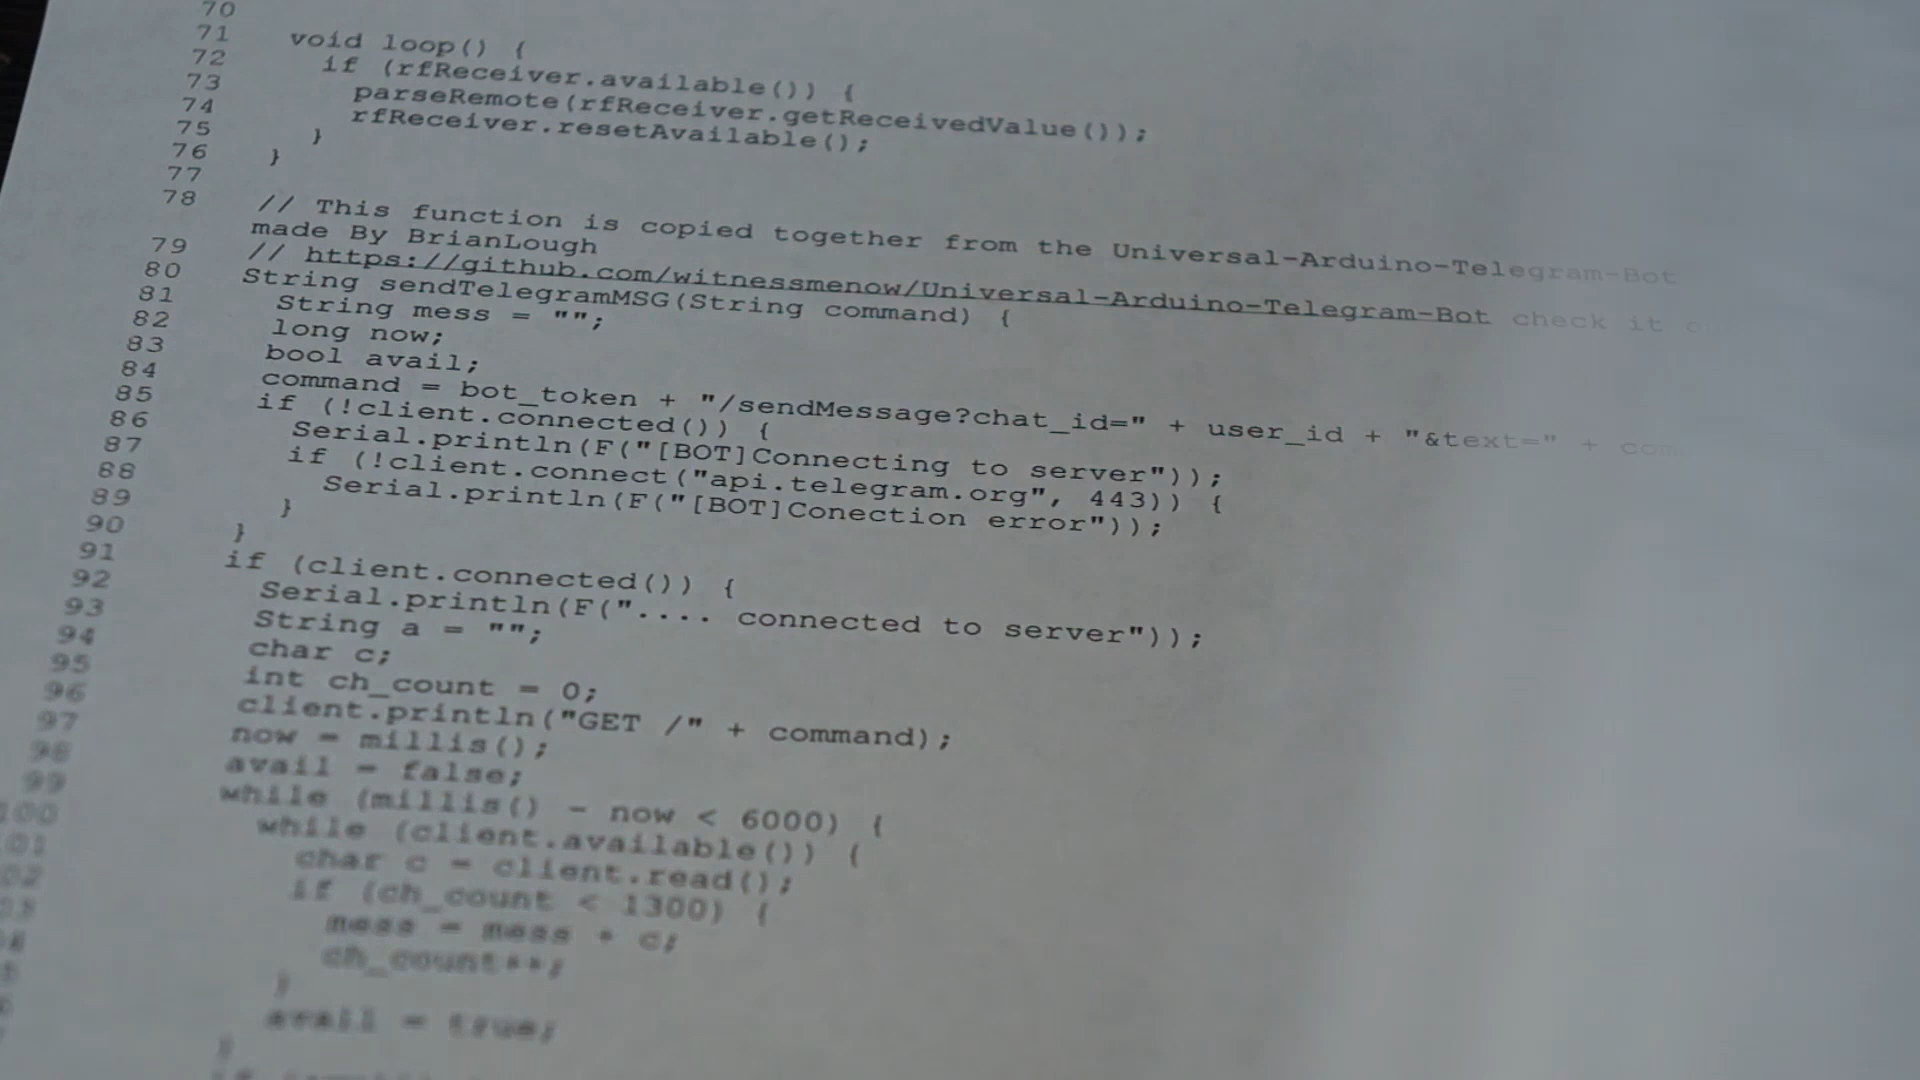 70
71 void loop() {
72 if (rfReceiver.available()) {
73 parseRemote(rfReceiver.getReceivedValue());
74 rfReceiver.resetAvailable();
75 }
76 }
77
78 // This function is copied together from the Universal-Arduino-Telegram-Bot
made By BrianLough
79 // https://github.com/witnessmenow/Universal-Arduino-Telegram-Bot check it
80 String sendTelegramMSG(String command) {
81 String mess = "";
82 long now;
83 bool avail;
84 command = bot_token + "/sendMessage?chat_id=" + user_id + "&text=" +
85 if (!client.connected()) {
86 Serial.println(F("[BOT]Connecting to server"));
87 if (!client.connect("api.telegram.org", 443)) {
88 Serial.println(F("[BOT]Conection error"));
89 }
90 }
91 if (client.connected()) {
92 Serial.println(F(".... connected to server"));
93 String a = "";
94 char c;
95 int ch_count = 0;
96 client.println("GET /" + command);
97 now = millis();
98 avail = false;
99 while (millis() - now < 6000) {
100 while (client.available()) {
101 char c = client.read();
if (ch_count < 1300) {
mess = mess + c;
ch_count++;
}
avail = true;
}